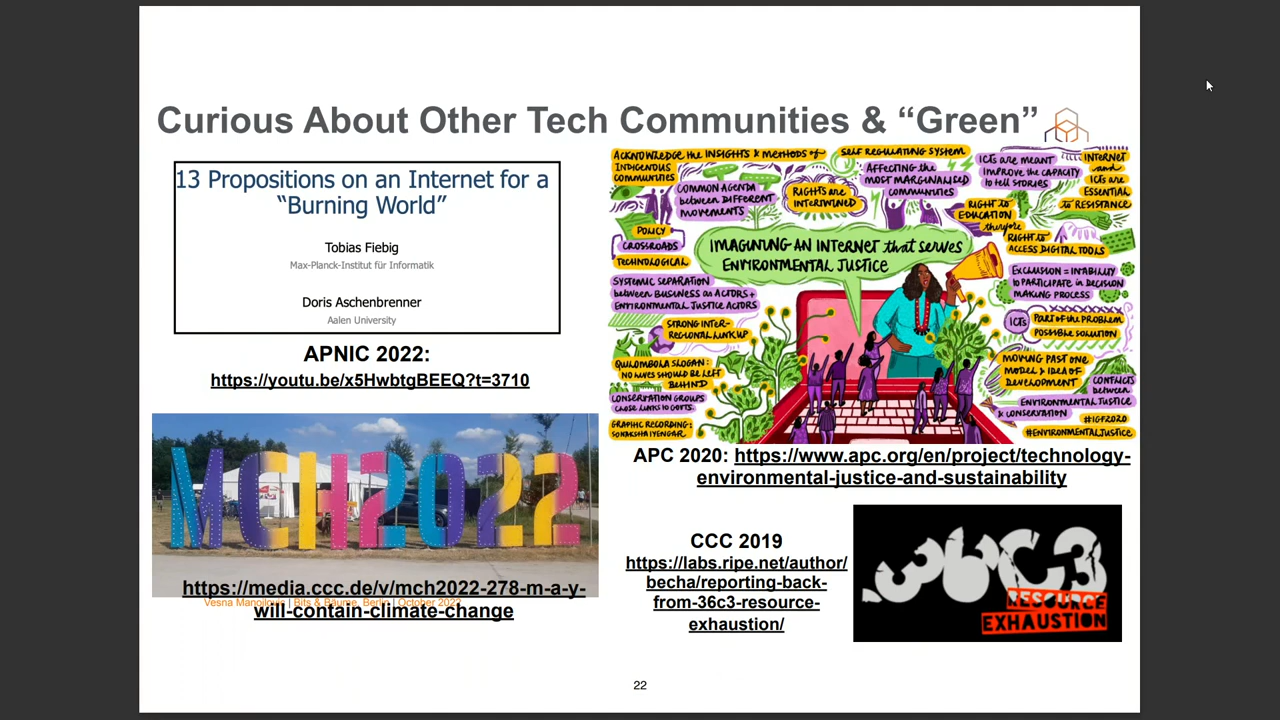 Curious About Other Tech Communities & “Green”
13 Propositions on an Internet for a
“Burning World”
Tobias Fiebig
Max-Planck-Institut für Informatik
Doris Aschenbrenner
Aalen University
APNIC 2022:
https://youtu.be/x5HwbtgBEEQ?t=3710
MCH2022
https://media.ccc.de/v/mch2022-278-m-a-y-
will-contain-climate-change
Vesna Manojlovic | Bits & Bäume, Berlin | October 2022
ACKNOWLEDGE the INSIGHTS & METHODS of
INDIGENOUS
COMMUNITIES
COMMON AGENDA
between DIFFERENT
MOVEMENTS
POLICY
CROSSROADS
TECHNOLOGICAL
SYSTEMIC SEPARATION
between BUSINESS as ACTORS +
ENVIRONMENTAL JUSTICE ACTORS
STRONG INTER-
REGIONAL LINKUP
QUILOMBOLA SLOGAN:
NO LIVES SHOULD BE LEFT
BEHIND
CONSERVATION GROUPS
CHOSE LINKS TO GOVTS.
GRAPHIC RECORDING:
SONAKSHA IYENGAR
RIGHTS are
INTERTWINED
SELF REGULATING SYSTEM
AFFECTING the
MOST MARGINALISED
COMMUNITIES
IMAGINING AN INTERNET that SERVES
ENVIRONMENTAL JUSTICE
ICTs are MEANT
IMPROVE the CAPACITY
to TELL STORIES
INTERNET
and
ICTs are
ESSENTIAL
to RESISTANCE
RIGHT to
EDUCATION
therefore
RIGHT to
ACCESS DIGITAL TOOLS
EXCLUSION = INABILITY
to PARTICIPATE in DECISION
MAKING PROCESS
ICTs
PART of the PROBLEM
POSSIBLE SOLUTION
MOVING PAST ONE
MODEL & IDEA of
DEVELOPMENT
CONFLICTS
between
ENVIRONMENTAL JUSTICE
& CONSERVATION
#IGF2020
#ENVIRONMENTALJUSTICE
APC 2020: https://www.apc.org/en/project/technology-
environmental-justice-and-sustainability
CCC 2019
https://labs.ripe.net/author/
becha/reporting-back-
from-36c3-resource-
exhaustion/
36C3
RESOURCE
EXHAUSTION
22